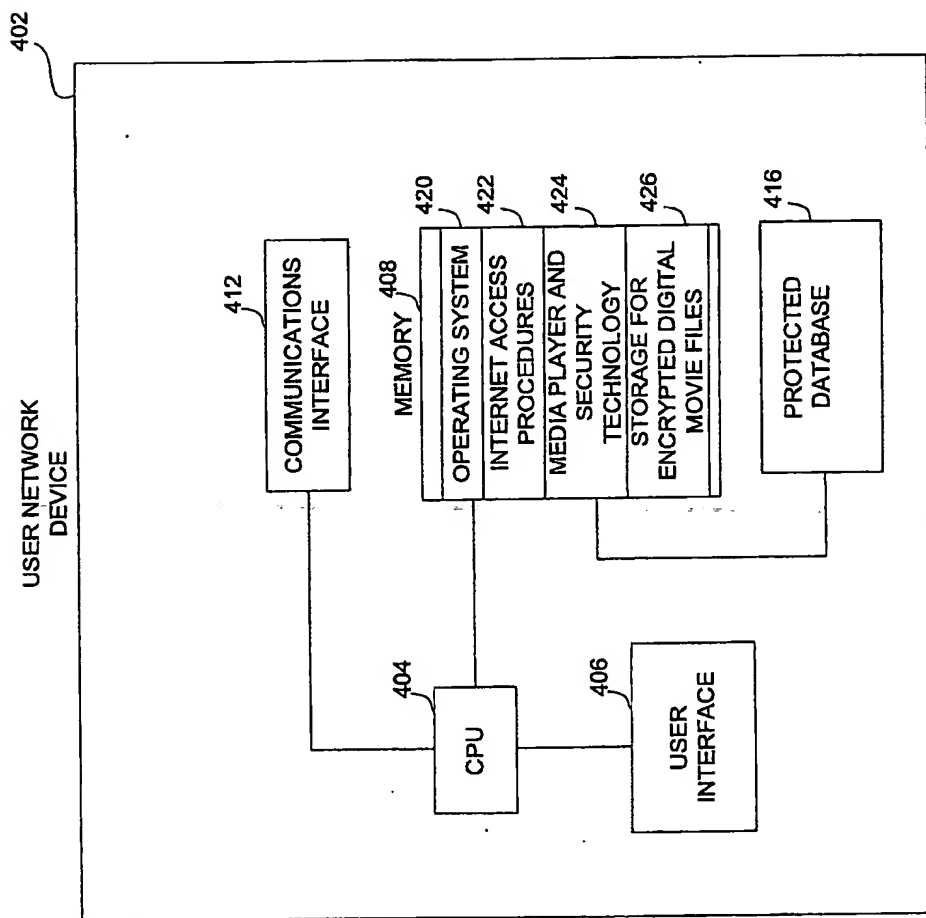 USER NETWORK
DEVICE
402
412
COMMUNICATIONS
INTERFACE
MEMORY
408
OPERATING SYSTEM
420
INTERNET ACCESS
PROCEDURES
422
MEDIA PLAYER AND
SECURITY
TECHNOLOGY
424
STORAGE FOR
ENCRYPTED DIGITAL
MOVIE FILES
426
404
CPU
406
USER
INTERFACE
416
PROTECTED
DATABASE